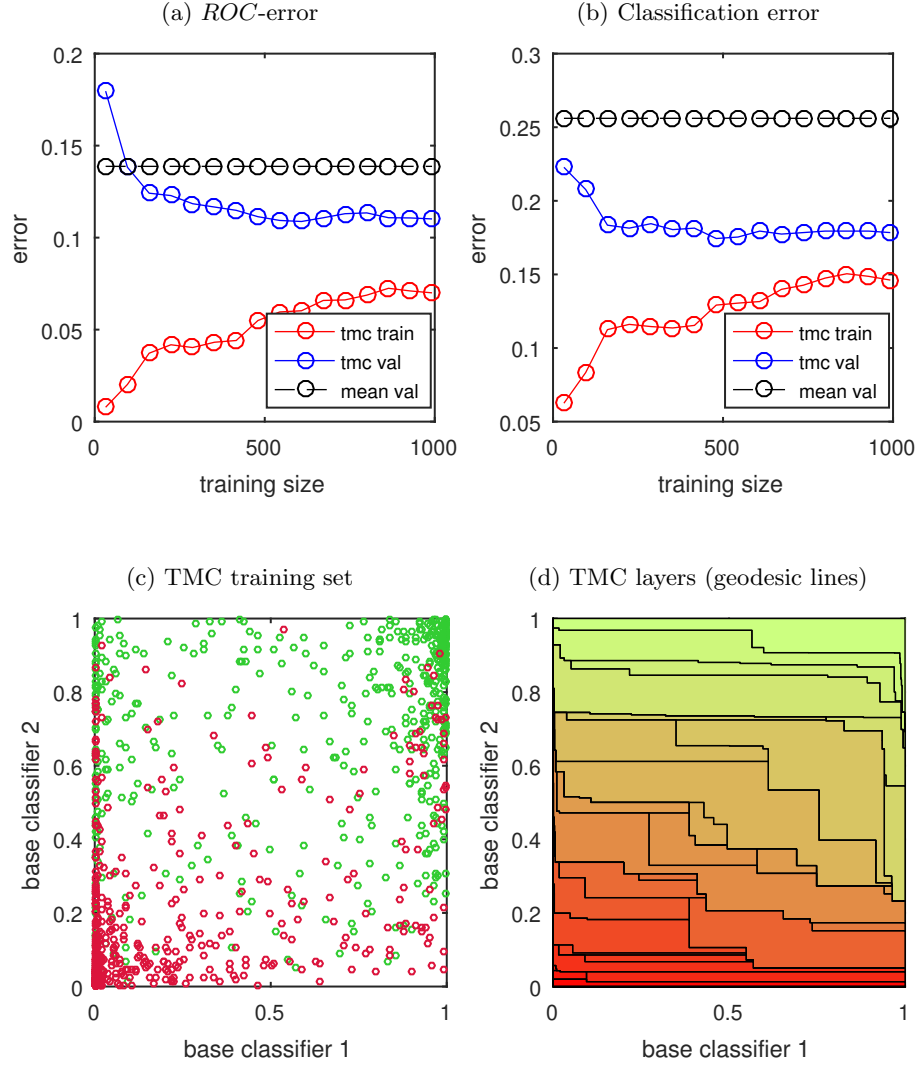 (a) ROC-error
(b) Classification error
0.2
0.15
0.1
0.05
0
error
tmc train
tmc val
mean val
0
500
1000
training size
0.3
0.25
0.2
0.15
0.1
0.05
error
tmc train
tmc val
mean val
0
500
1000
training size
(c) TMC training set
(d) TMC layers (geodesic lines)
1
0.8
0.6
0.4
0.2
0
base classifier 2
0
0.5
1
base classifier 1
1
0.8
0.6
0.4
0.2
0
base classifier 2
0
0.5
1
base classifier 1